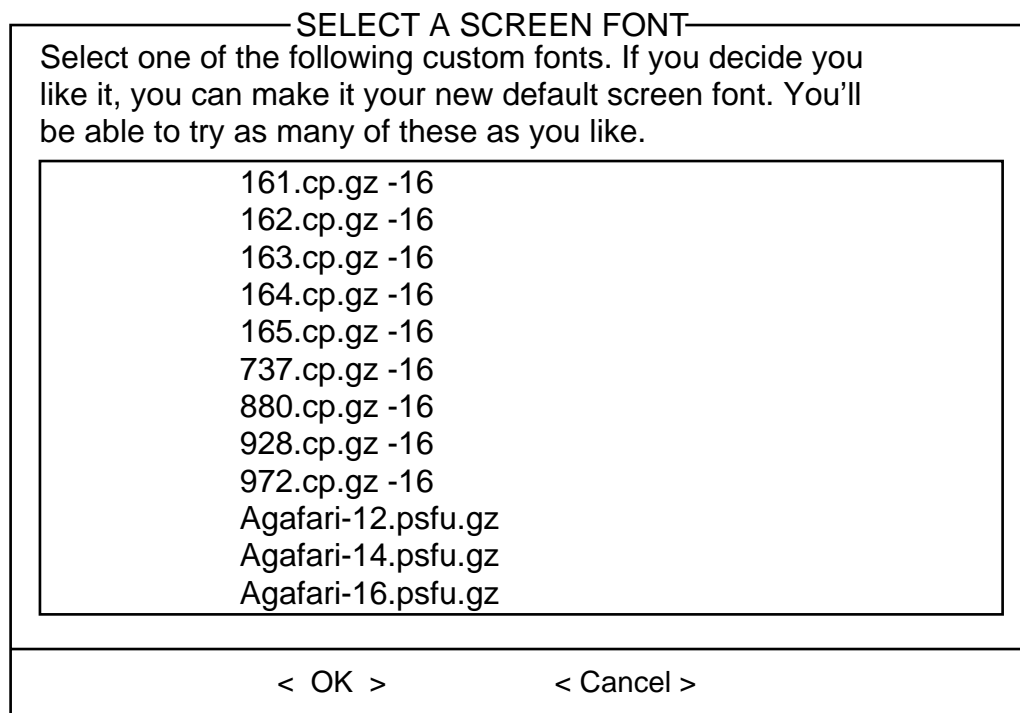 SELECT A SCREEN FONT
Select one of the following custom fonts. If you decide you
like it, you can make it your new default screen font. You’ll
be able to try as many of these as you like.
161.cp.gz -16
162.cp.gz -16
163.cp.gz -16
164.cp.gz -16
165.cp.gz -16
737.cp.gz -16
880.cp.gz -16
928.cp.gz -16
972.cp.gz -16
Agafari-12.psfu.gz
Agafari-14.psfu.gz
Agafari-16.psfu.gz
< OK > < Cancel >